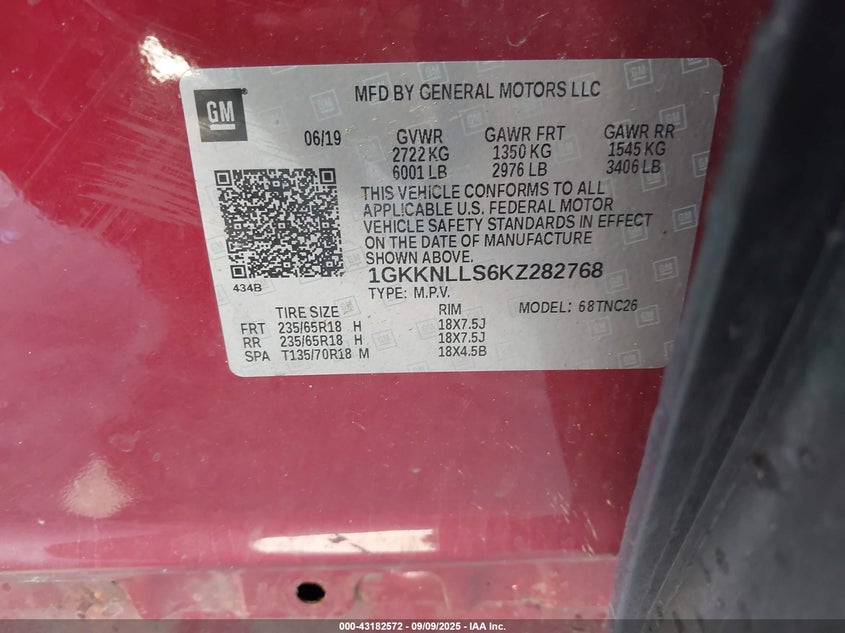 GM
MFD BY GENERAL MOTORS LLC
06/19 GVWR GAWR FRT GAWR RR
2722 KG 1350 KG 1545 KG
6001 LB 2976 LB 3406 LB
THIS VEHICLE CONFORMS TO ALL
APPLICABLE U.S. FEDERAL MOTOR
VEHICLE SAFETY STANDARDS IN EFFECT
ON THE DATE OF MANUFACTURE
SHOWN ABOVE.
434B 1GKKNLLS6KZ282768
TYPE: M.P.V. MODEL: 68TNC26
TIRE SIZE RIM
FRT 235/65R18 H 18X7.5J
RR 235/65R18 H 18X7.5J
SPA T135/70R18 M 18X4.5B
000-43182572 - 09/09/2025 - IAA Inc.